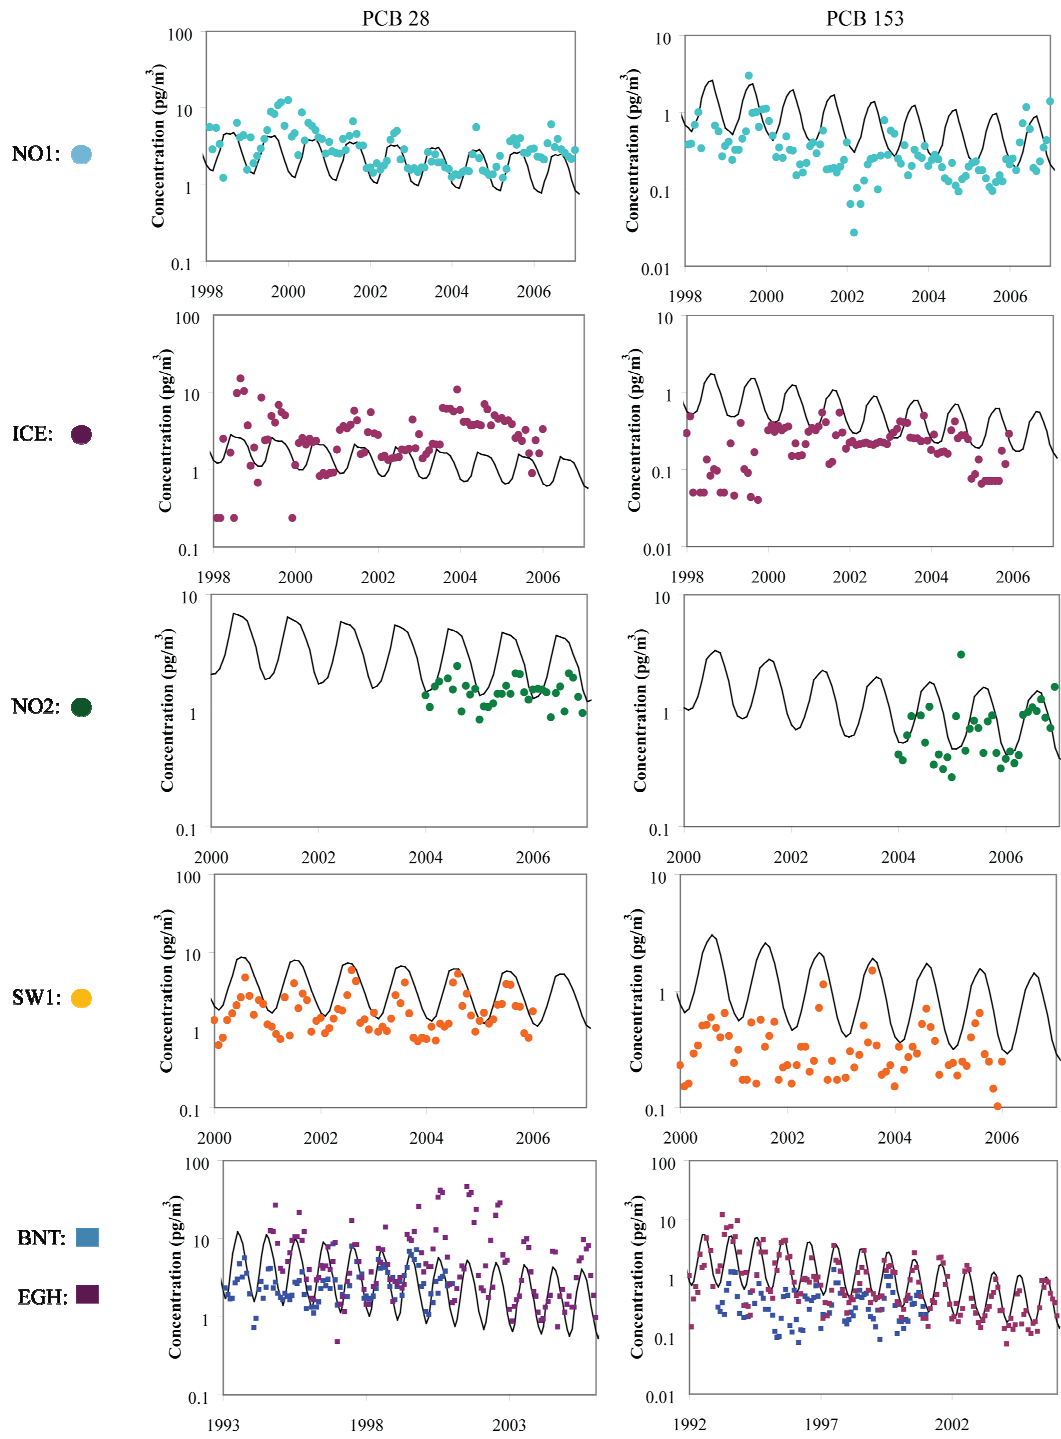 PCB 28 PCB 153
100 10
Concentration (pg/m³) Concentration (pg/m³)
10 1
NO1:
1 0.1
0.1 0.01
1998 2000 2002 2004 2006 1998 2000 2002 2004 2006
100 10
Concentration (pg/m³) Concentration (pg/m³)
10 1
ICE:
1 0.1
0.1 0.01
1998 2000 2002 2004 2006 1998 2000 2002 2004 2006
10 10
Concentration (pg/m³) Concentration (pg/m³)
NO2:
1 1
0.1 0.1
2000 2002 2004 2006 2000 2002 2004 2006
100 10
Concentration (pg/m³) Concentration (pg/m³)
10
SW1:
1 1
0.1 0.1
2000 2002 2004 2006 2000 2002 2004 2006
100 100
Concentration (pg/m³) Concentration (pg/m³)
BNT:
10 10
EGH:
1 1
0.1
0.1 0.01
1993 1998 2003 1992 1997 2002